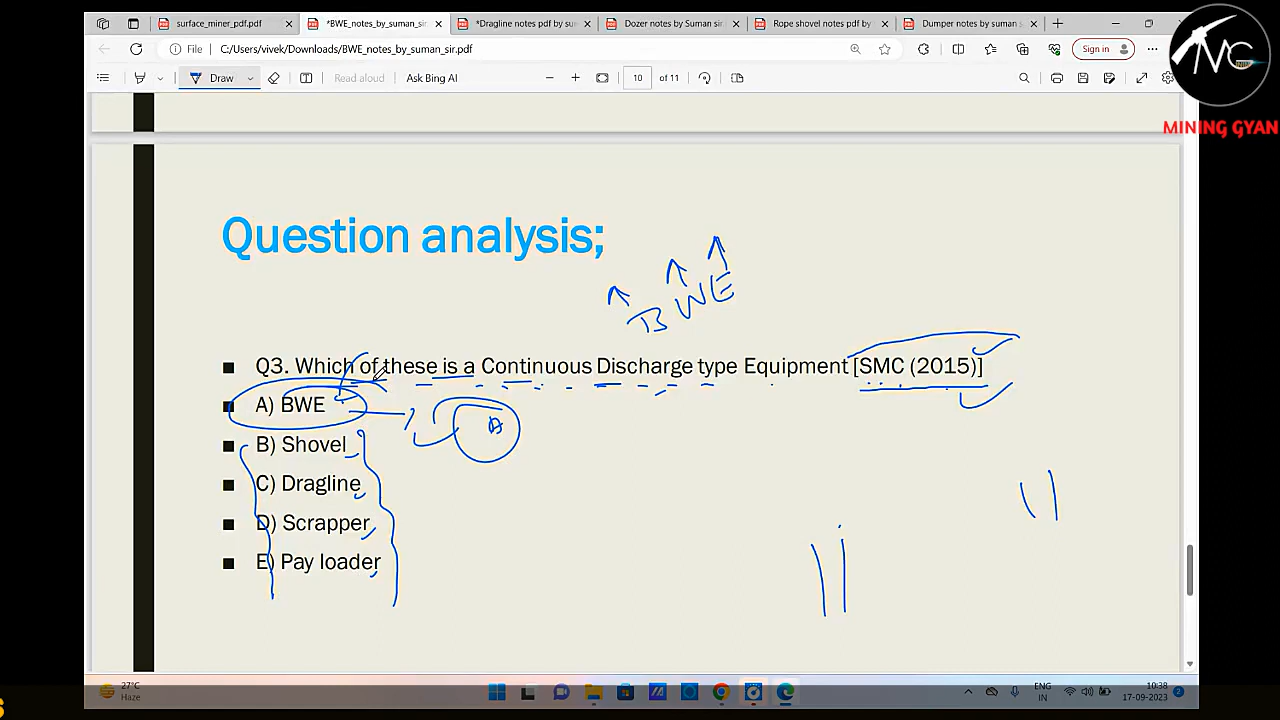 surface_miner_pdf.pdf
*BWE_notes_by_suman_sir.
*Dragline notes pdf by su
Dozer notes by Suman sir.
Rope shovel notes pdf by
Dumper notes by suman s
MG
MINING GYAN
File
C:/Users/vivek/Downloads/BWE_notes_by_suman_sir.pdf
Sign in
Draw
Read aloud
Ask Bing AI
10
of 11
Question analysis;
BWE
Q3. Which of these is a Continuous Discharge type Equipment [SMC (2015)]
A) BWE
A
B) Shovel
C) Dragline
D) Scrapper
E) Pay loader
27°C
Haze
ENG
IN
10:38
17-09-2023
2